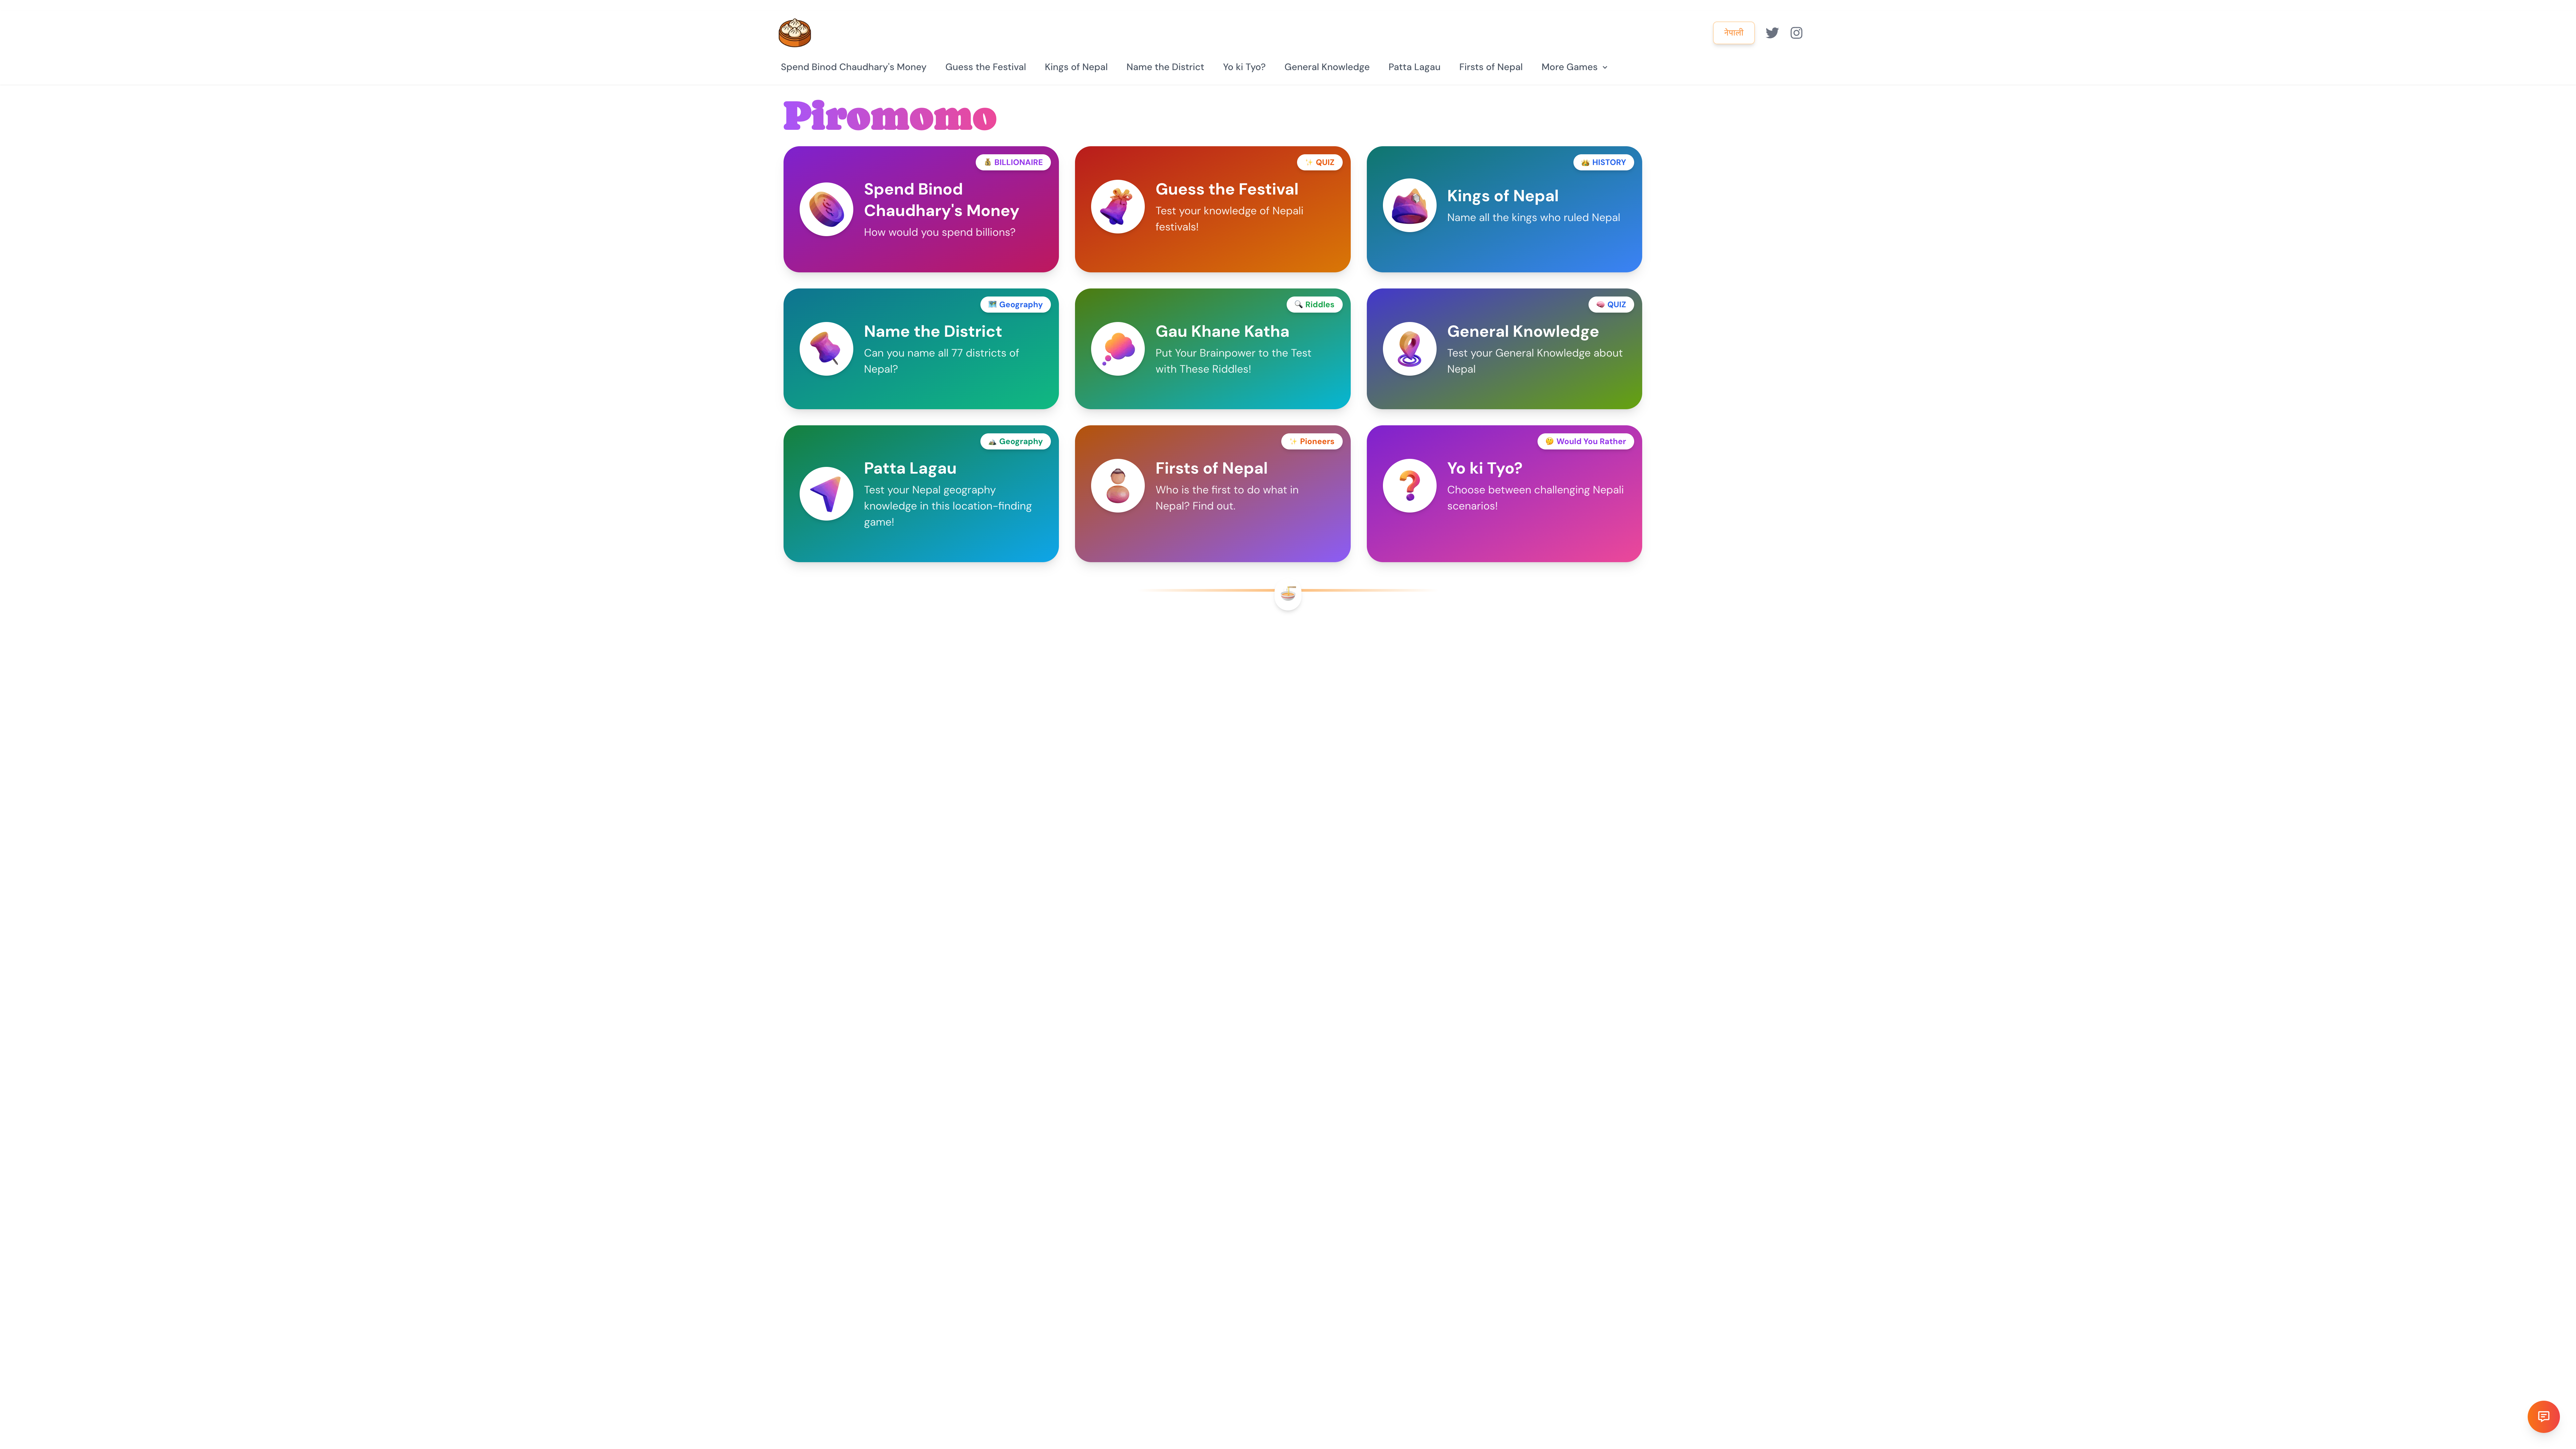 नेपाली
Spend Binod Chaudhary's Money Guess the Festival Kings of Nepal Name the District Yo ki Tyo? General Knowledge Patta Lagau Firsts of Nepal More Games
Piromomo
BILLIONAIRE
Spend Binod
Chaudhary's Money
How would you spend billions?
QUIZ
Guess the Festival
Test your knowledge of Nepali
festivals!
HISTORY
Kings of Nepal
Name all the kings who ruled Nepal
Geography
Name the District
Can you name all 77 districts of
Nepal?
Riddles
Gau Khane Katha
Put Your Brainpower to the Test
with These Riddles!
QUIZ
General Knowledge
Test your General Knowledge about
Nepal
Geography
Patta Lagau
Test your Nepal geography
knowledge in this location-finding
game!
Pioneers
Firsts of Nepal
Who is the first to do what in
Nepal? Find out.
Would You Rather
Yo ki Tyo?
Choose between challenging Nepali
scenarios!